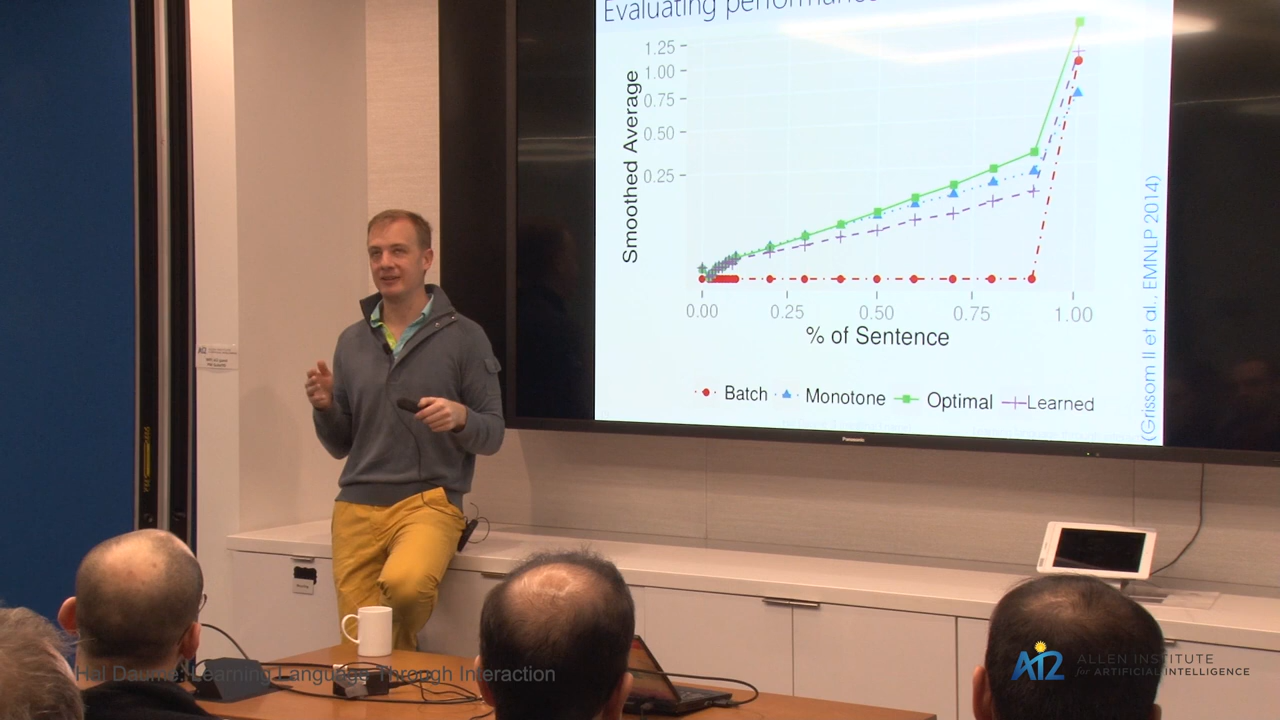 Evaluating performance
1.25
1.00
0.75
0.50
0.25
Smoothed Average
0.00 0.25 0.50 0.75 1.00
% of Sentence
Batch Monotone Optimal Learned
(Grissom II et al., EMNLP 2014)
Panasonic
Hal Daumé: Learning Language Through Interaction
AI2 ALLEN INSTITUTE
for ARTIFICIAL INTELLIGENCE